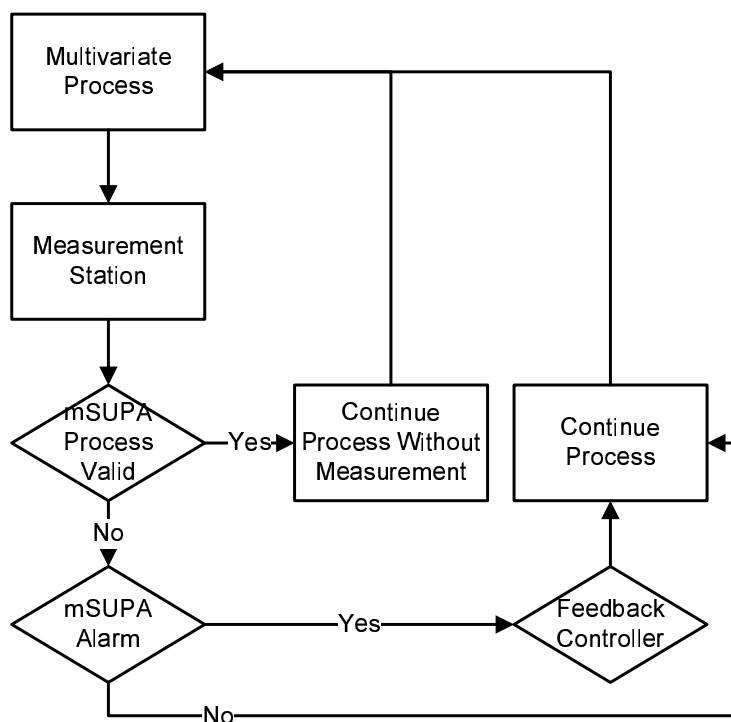 Multivariate
Process
Measurement
Station
mSUPA
Process
Valid
Yes
Continue
Process Without
Measurement
Continue
Process
No
mSUPA
Alarm
Yes
Feedback
Controller
No